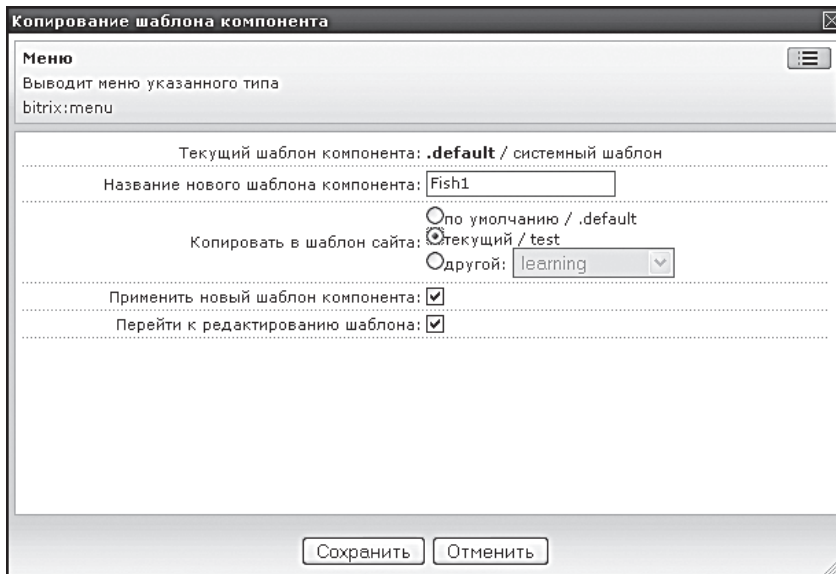 Копирование шаблона компонента
Меню
Выводит меню указанного типа
bitrix:menu
Текущий шаблон компонента: .default / системный шаблон
Название нового шаблона компонента: Fish1
Копировать в шаблон сайта:
по умолчанию / .default
текущий / test
другой: learning
Применить новый шаблон компонента:
Перейти к редактированию шаблона:
Сохранить Отменить